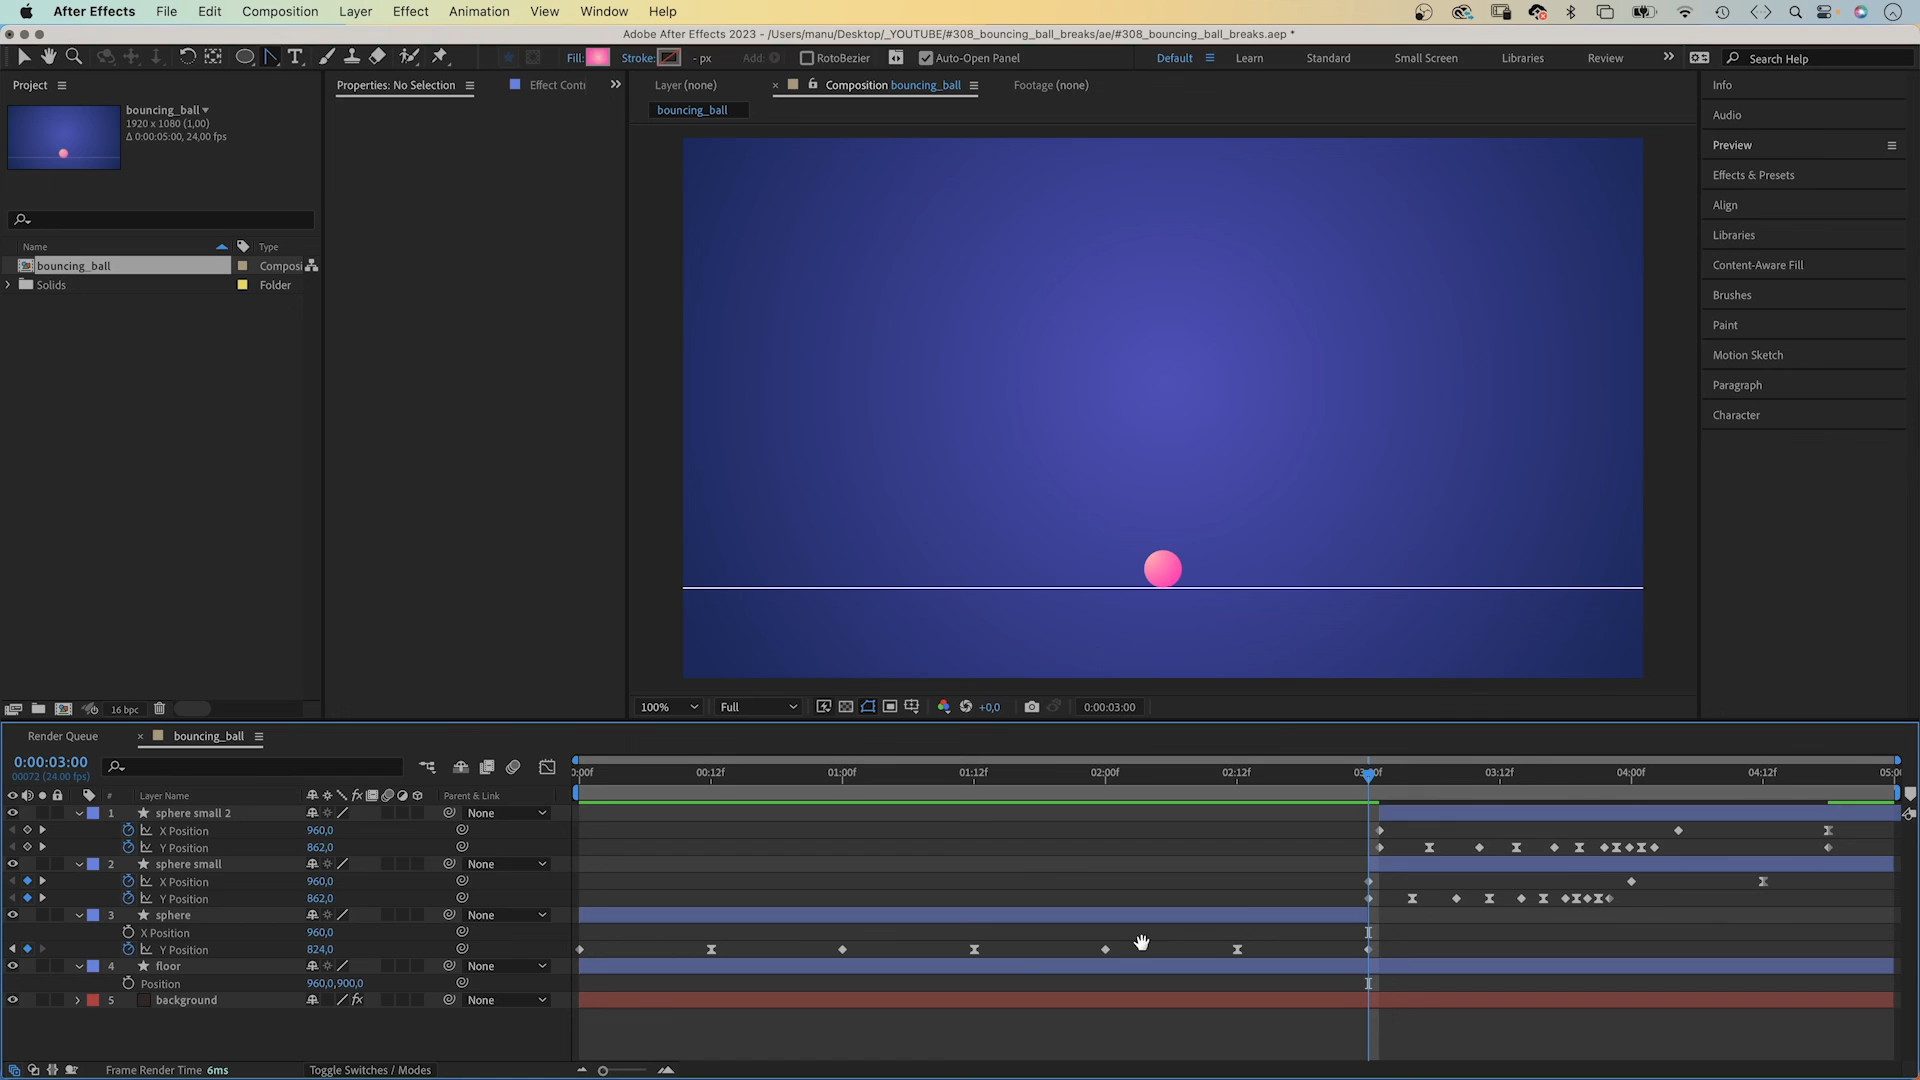 After Effects File Edit Composition Layer Effect Animation View Window Help
Adobe After Effects 2023 - /Users/manu/Desktop/_YOUTUBE/#308_bouncing_ball_breaks/ae/#308_bouncing_ball_breaks.aep *
Fill: Stroke: - px Add: RotoBezier Auto-Open Panel Default Learn Standard Small Screen Libraries Review Search Help
Project Properties: No Selection Effect Conti Layer (none) Composition bouncing_ball Footage (none) Info
bouncing_ball
bouncing_ball
1920 x 1080 (1,00)
Δ 0:00:05:00, 24,00 fps
Audio
Preview
Effects & Presets
Align
Libraries
Content-Aware Fill
Brushes
Paint
Motion Sketch
Paragraph
Character
Name Type
bouncing_ball Composi
Solids Folder
16 bpc
100% Full +0,0 0:00:03:00
Render Queue bouncing_ball
0:00:03:00
00072 (24.00 fps)
00:12f 01:00f 01:12f 02:00f 02:12f 03:12f 04:00f 04:12f
# Layer Name fx Parent & Link
1 sphere small 2 None
X Position 960,0
Y Position 862,0
2 sphere small None
X Position 960,0
Y Position 862,0
3 sphere None
X Position 960,0
Y Position 824,0
4 floor None
Position 960,0,900,0
5 background fx None
Frame Render Time 6ms Toggle Switches / Modes